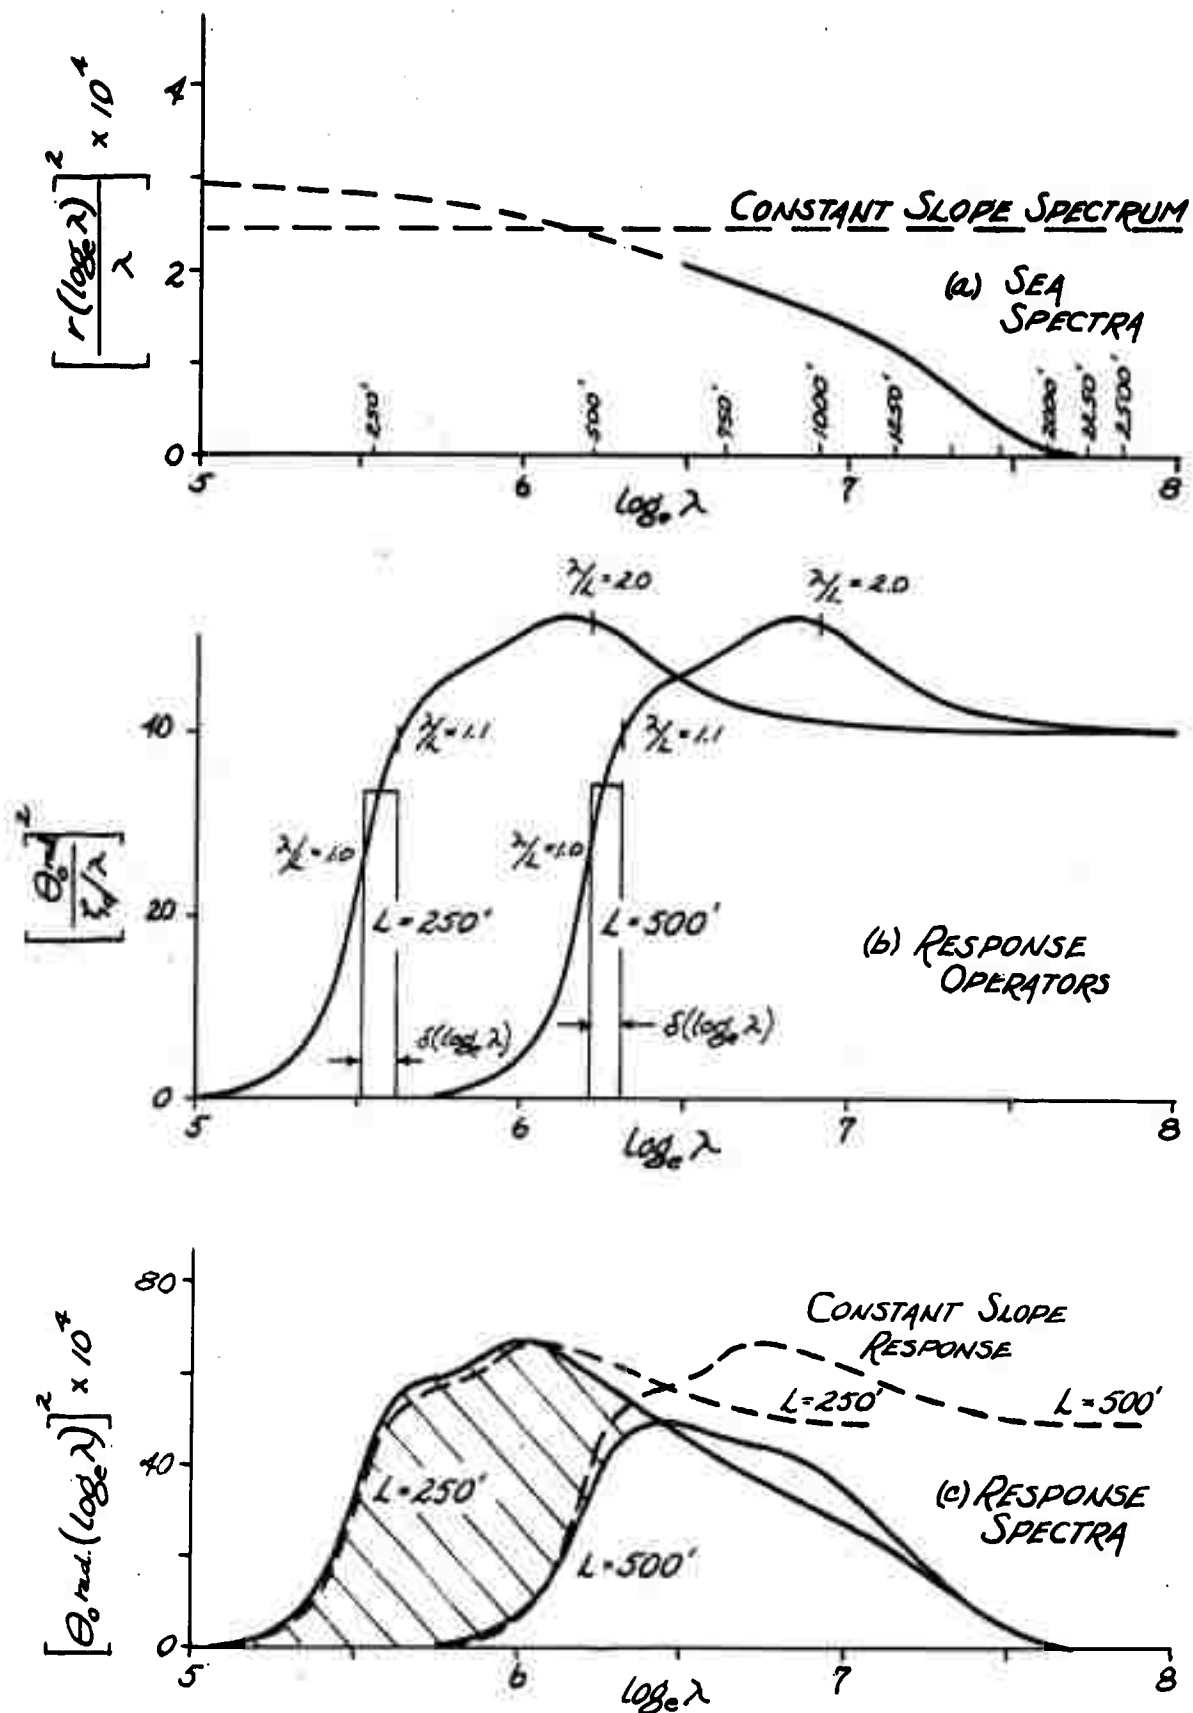 [r(logₑλ)/λ]² × 10⁴
4
2
0
CONSTANT SLOPE SPECTRUM
(a) SEA
SPECTRA
250'
500'
750'
1000'
1250'
2000'
2250'
2500'
5
6
7
8
logₑ λ
λ/L = 2.0
λ/L = 2.0
[θ₀ rad/ζₐ/λ]²
40
20
0
λ/L = 1.1
λ/L = 1.1
λ/L = 1.0
λ/L = 1.0
L = 250'
L = 500'
(b) RESPONSE
OPERATORS
δ(logₑ λ)
δ(logₑ λ)
5
6
7
8
logₑ λ
[θ₀ rad.(logₑ λ)]² × 10⁴
80
40
0
CONSTANT SLOPE
RESPONSE
L = 250'
L = 500'
L = 250'
L = 500'
(c) RESPONSE
SPECTRA
5
6
7
8
logₑ λ